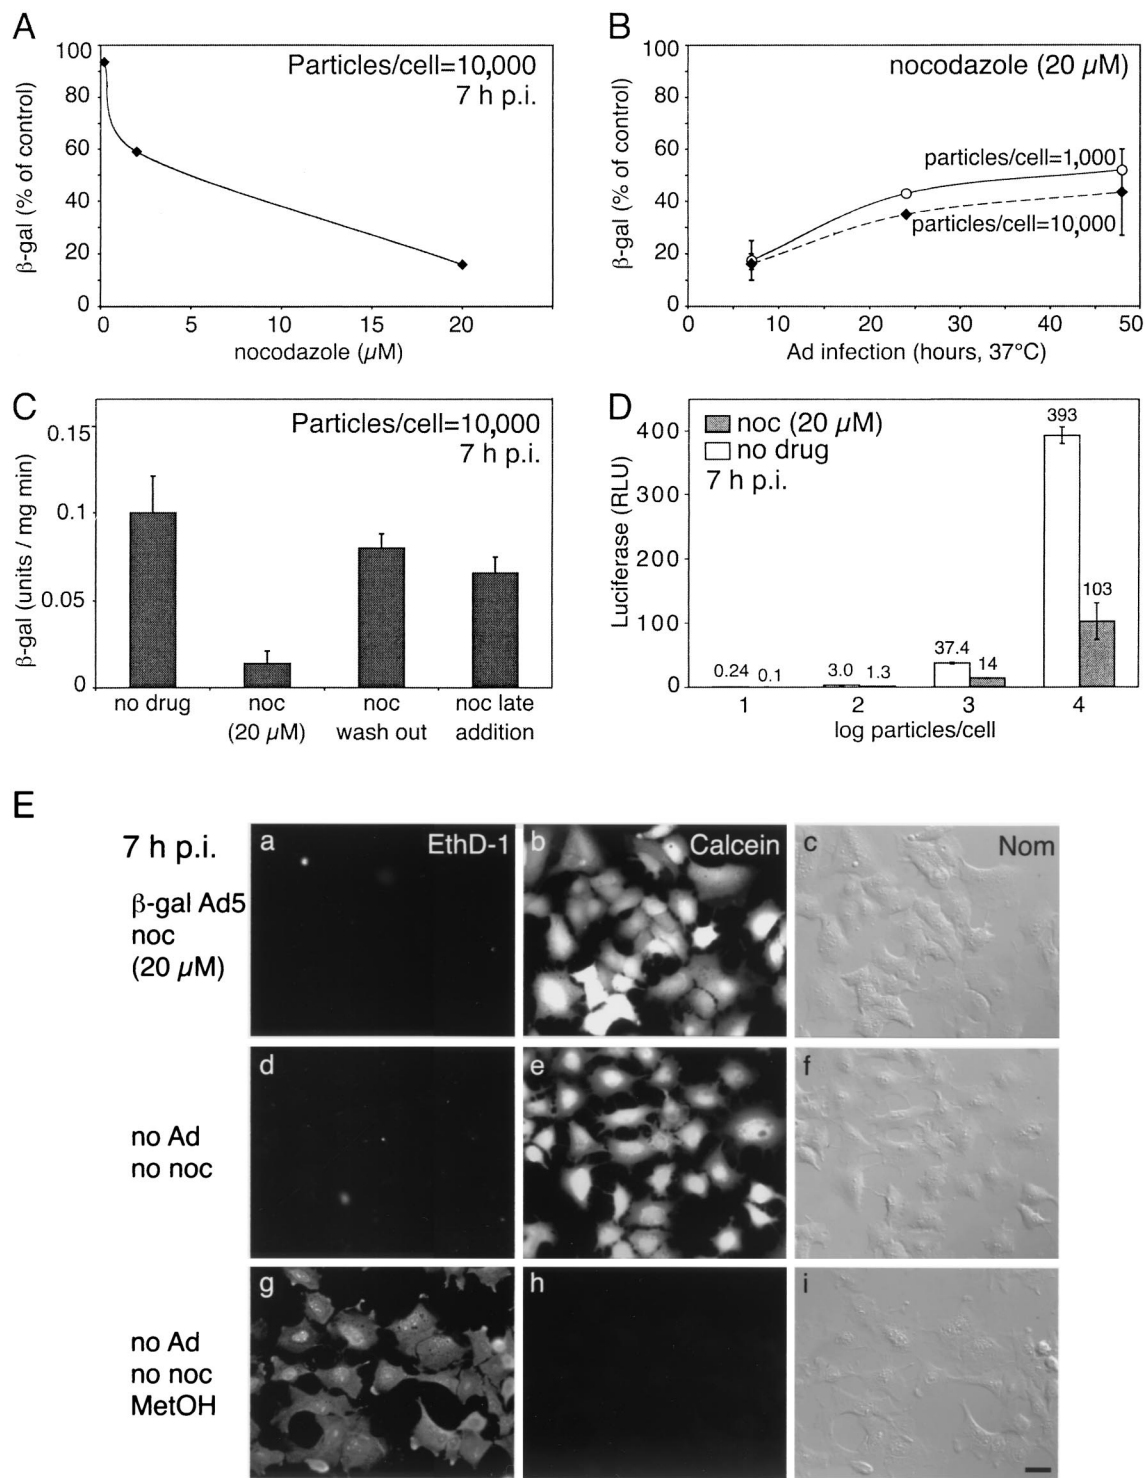 A
Particles/cell=10,000
7 h p.i.
β-gal (% of control)
100
80
60
40
20
0
0 5 10 15 20
nocodazole (µM)
B
nocodazole (20 µM)
β-gal (% of control)
100
80
60
40
20
0
particles/cell=1,000
particles/cell=10,000
0 10 20 30 40 50
Ad infection (hours, 37°C)
C
Particles/cell=10,000
7 h p.i.
β-gal (units / mg min)
0.15
0.1
0.05
0
no drug
noc
(20 µM)
noc
wash out
noc late
addition
D
noc (20 µM)
no drug
7 h p.i.
Luciferase (RLU)
400
300
200
100
0
0.24 0.1
3.0 1.3
37.4 14
393 103
1 2 3 4
log particles/cell
E
7 h p.i.
β-gal Ad5
noc
(20 µM)
a EthD-1
b Calcein
c Nom
no Ad
no noc
d
e
f
no Ad
no noc
MetOH
g
h
i